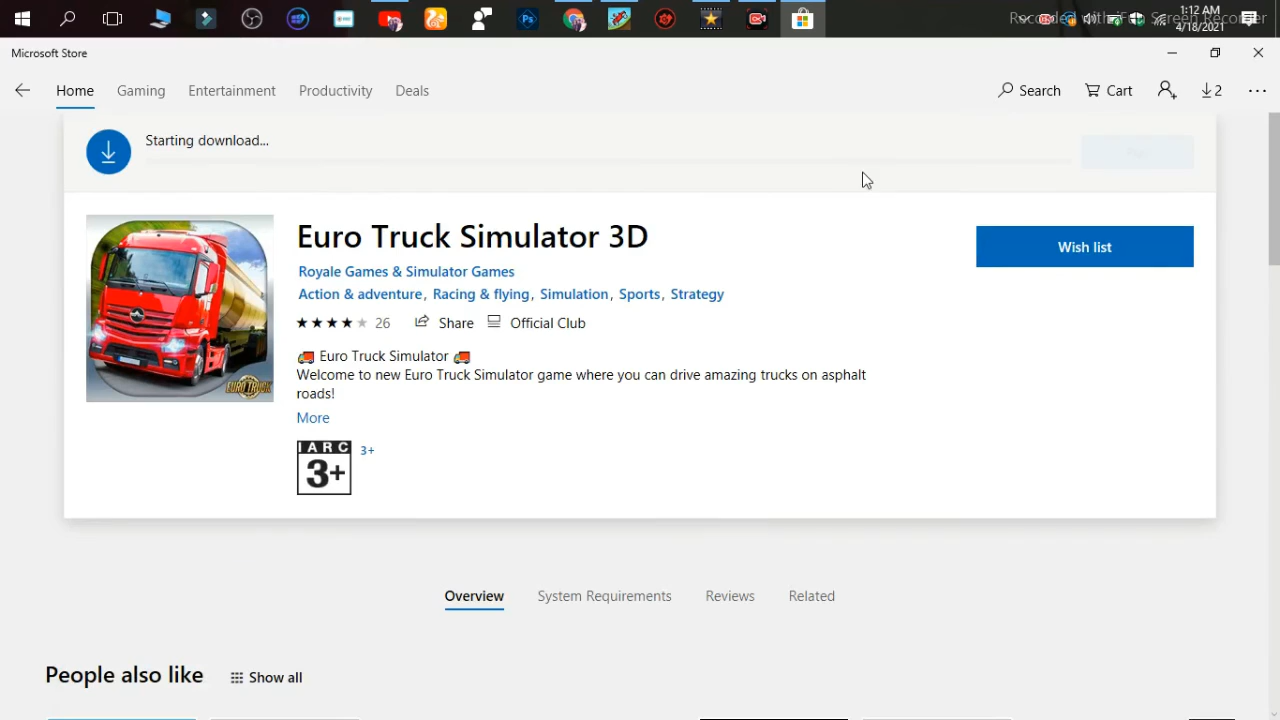 1:12 AM
4/18/2021
Microsoft Store
Home Gaming Entertainment Productivity Deals
Search Cart 2
Starting download...
Euro Truck Simulator 3D
Wish list
Royale Games & Simulator Games
Action & adventure, Racing & flying, Simulation, Sports, Strategy
26 Share Official Club
🚛 Euro Truck Simulator 🚛
Welcome to new Euro Truck Simulator game where you can drive amazing trucks on asphalt
roads!
More
IARC
3+
3+
EURO TRUCK
Overview System Requirements Reviews Related
People also like Show all